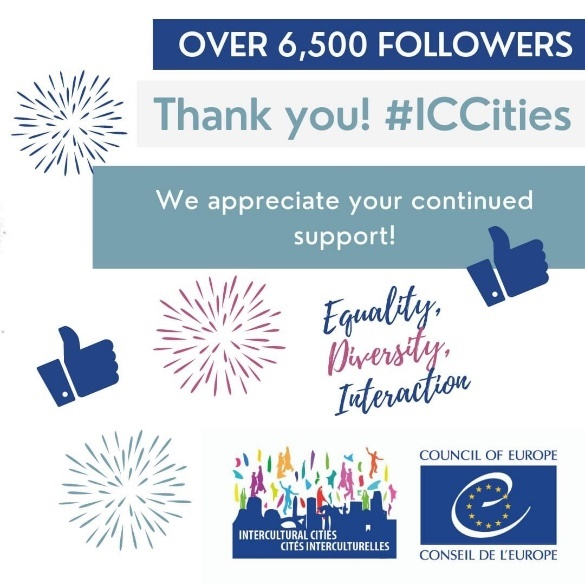 OVER 6,500 FOLLOWERS
Thank you! #ICCities
We appreciate your continued
support!
Equality,
Diversity,
Interaction
INTERCULTURAL CITIES
CITÉS INTERCULTURELLES
COUNCIL OF EUROPE
CONSEIL DE L'EUROPE